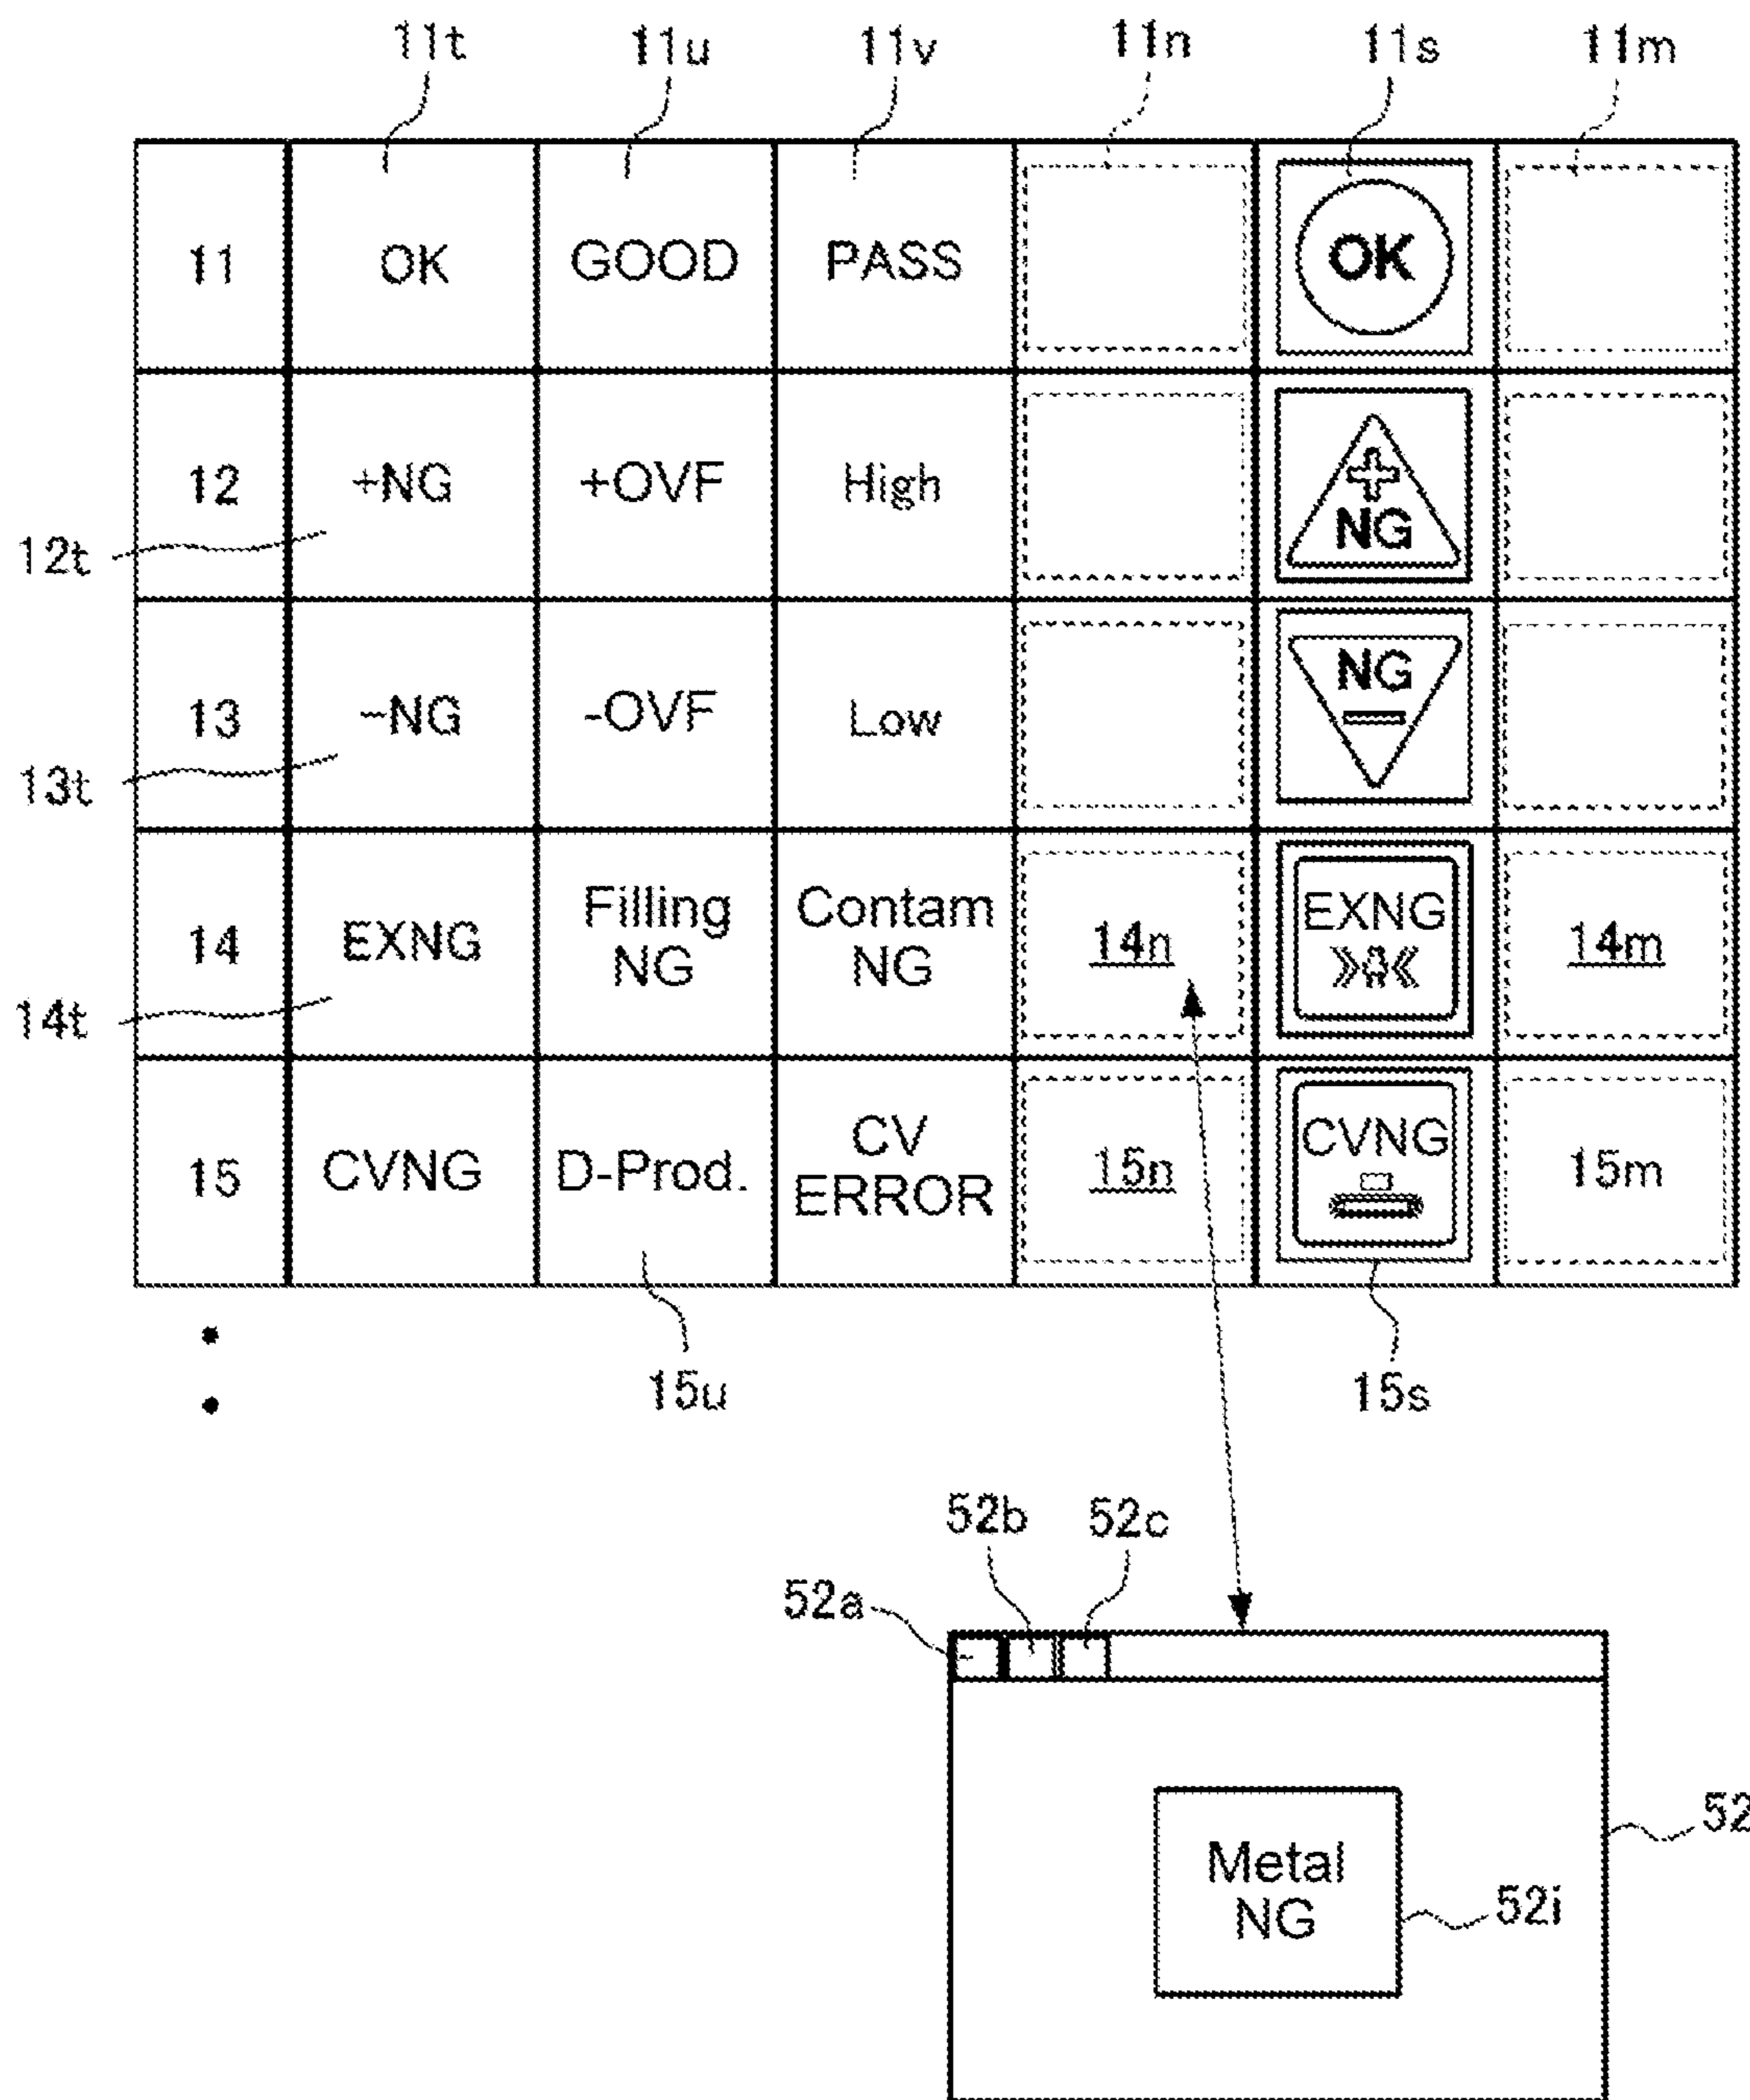 11t 11u 11v 11n 11s 11m
11 OK GOOD PASS OK
12 +NG +OVF High + NG
12t
13 −NG -OVF Low NG −
13t
14 EXNG Filling NG Contam NG 14n EXNG 14m
14t
15 CVNG D-Prod. CV ERROR 15n CVNG 15m
15u 15s
52b 52c
52a
52
Metal
NG
52i